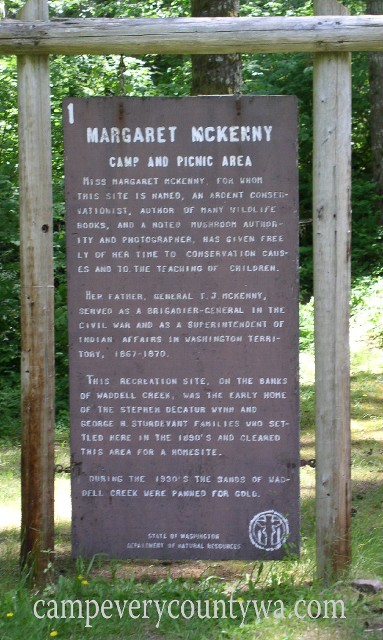 1
MARGARET MCKENNY
CAMP AND PICNIC AREA
MISS MARGARET MCKENNY, FOR WHOM
THIS SITE IS NAMED, AN ARDENT CONSER-
VATIONIST, AUTHOR OF MANY WILDLIFE
BOOKS, AND A NOTED MUSHROOM AUTHOR-
ITY AND PHOTOGRAPHER, HAS GIVEN FREE
LY OF HER TIME TO CONSERVATION CAUS-
ES AND TO THE TEACHING OF CHILDREN.
HER FATHER, GENERAL T. J. MCKENNY,
SERVED AS A BRIGADIER-GENERAL IN THE
CIVIL WAR AND AS A SUPERINTENDENT OF
INDIAN AFFAIRS IN WASHINGTON TERRI-
TORY, 1867-1870.
THIS RECREATION SITE, ON THE BANKS
OF WADDELL CREEK, WAS THE EARLY HOME
OF THE STEPHEN DECATUR WYNN AND
GEORGE N. STURDEVANT FAMILIES WHO SET-
TLED HERE IN THE 1890'S AND CLEARED
THIS AREA FOR A HOMESITE.
DURING THE 1930'S THE SANDS OF WAD-
DELL CREEK WERE PANNED FOR GOLD.
STATE OF WASHINGTON
DEPARTMENT OF NATURAL RESOURCES
campeverycountywa.com